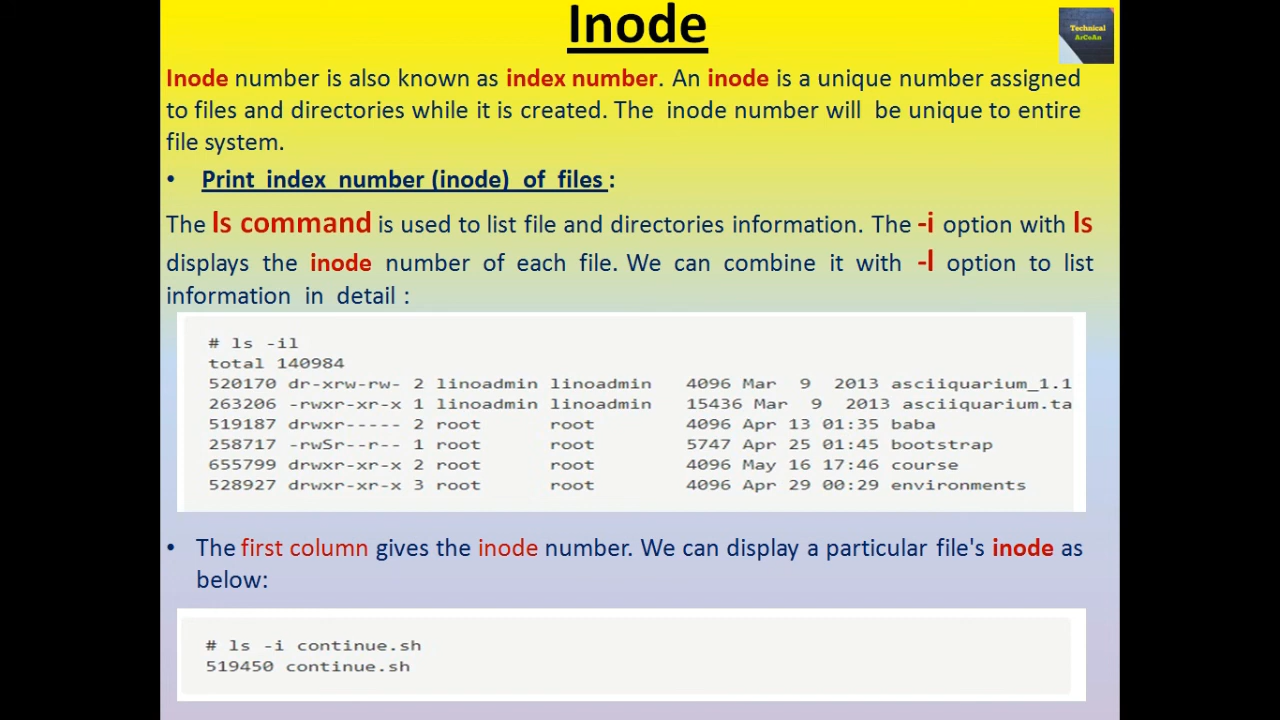 Inode
Technical
ArCoAn
Inode number is also known as index number. An inode is a unique number assigned
to files and directories while it is created. The inode number will be unique to entire
file system.
• Print index number (inode) of files :
The ls command is used to list file and directories information. The -i option with ls
displays the inode number of each file. We can combine it with -l option to list
information in detail :
# ls -il
total 140984
520170 dr-xrw-rw- 2 linoadmin linoadmin 4096 Mar 9 2013 asciiquarium_1.1
263206 -rwxr-xr-x 1 linoadmin linoadmin 15436 Mar 9 2013 asciiquarium.ta
519187 drwxr----- 2 root root 4096 Apr 13 01:35 baba
258717 -rwSr--r-- 1 root root 5747 Apr 25 01:45 bootstrap
655799 drwxr-xr-x 2 root root 4096 May 16 17:46 course
528927 drwxr-xr-x 3 root root 4096 Apr 29 00:29 environments
• The first column gives the inode number. We can display a particular file's inode as
below:
# ls -i continue.sh
519450 continue.sh